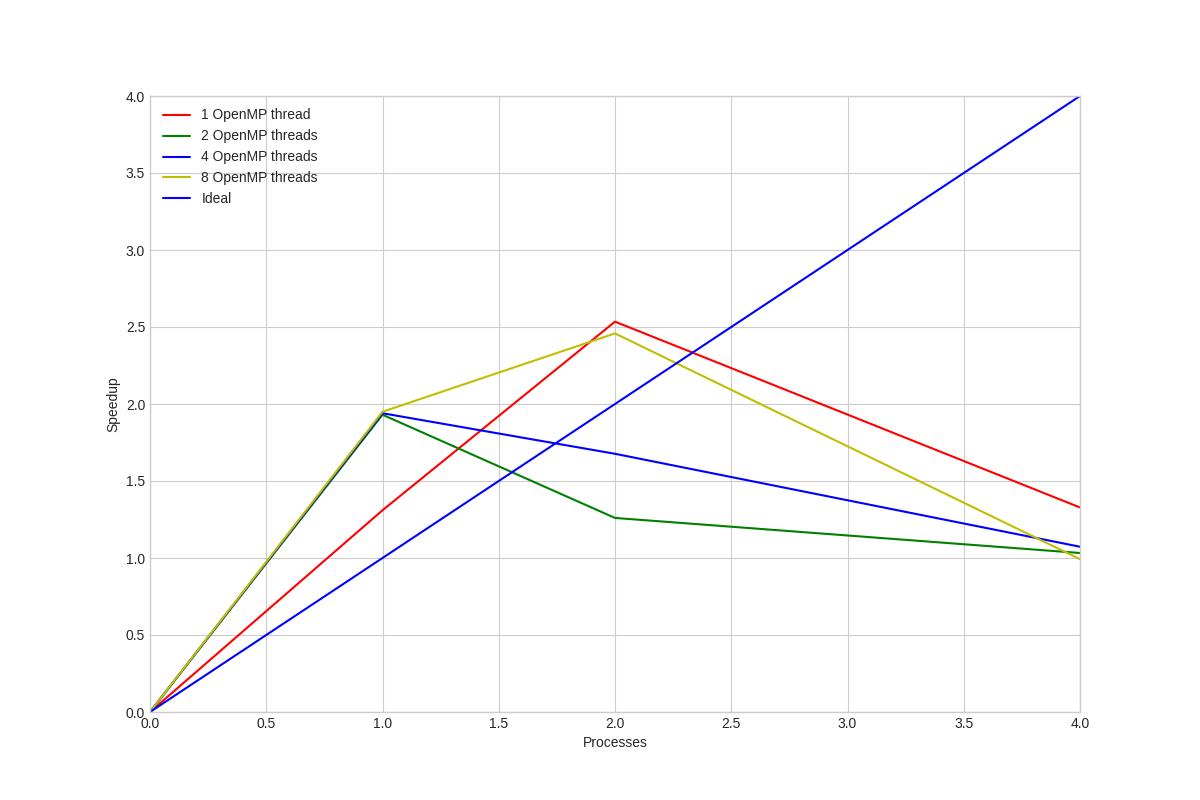 4.0
3.5
3.0
2.5
2.0
1.5
1.0
0.5
0.0
Speedup
1 OpenMP thread
2 OpenMP threads
4 OpenMP threads
8 OpenMP threads
Ideal
0.0 0.5 1.0 1.5 2.0 2.5 3.0 3.5 4.0
Processes